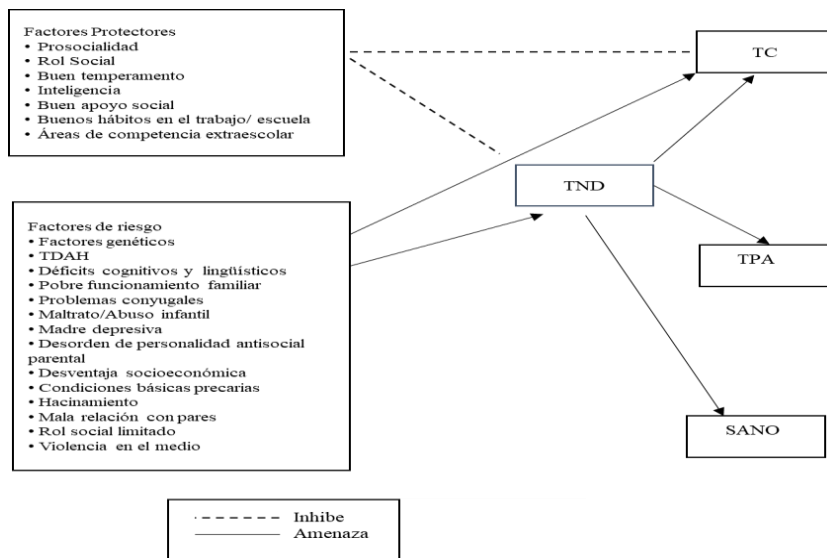 Factores Protectores
• Prosocialidad
• Rol Social
• Buen temperamento
• Inteligencia
• Buen apoyo social
• Buenos hábitos en el trabajo/ escuela
• Áreas de competencia extraescolar
TC
TND
Factores de riesgo
• Factores genéticos
• TDAH
• Déficits cognitivos y lingüísticos
• Pobre funcionamiento familiar
• Problemas conyugales
• Maltrato/Abuso infantil
• Madre depresiva
• Desorden de personalidad antisocial
parental
• Desventaja socioeconómica
• Condiciones básicas precarias
• Hacinamiento
• Mala relación con pares
• Rol social limitado
• Violencia en el medio
TPA
SANO
Inhibe
Amenaza